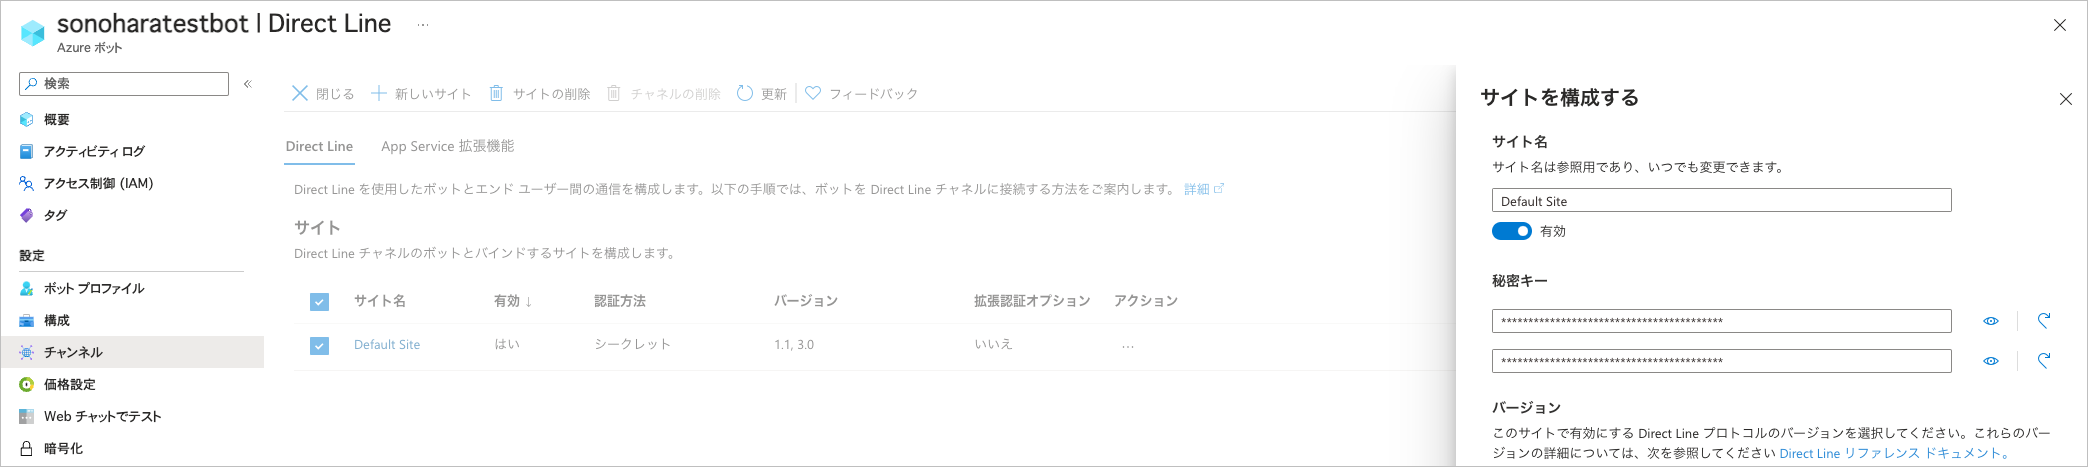 sonoharatestbot | Direct Line ...
Azure ボット
検索 «
概要
アクティビティ ログ
アクセス制御 (IAM)
タグ
設定
ボット プロファイル
構成
チャンネル
価格設定
Web チャットでテスト
暗号化
閉じる 新しいサイト サイトの削除 チャネルの削除 更新 フィードバック
Direct Line App Service 拡張機能
Direct Line を使用したボットとエンド ユーザー間の通信を構成します。以下の手順では、ボットを Direct Line チャネルに接続する方法をご案内します。 詳細
サイト
Direct Line チャネルのボットとバインドするサイトを構成します。
サイト名 有効 ↓ 認証方法 バージョン 拡張認証オプション アクション
Default Site はい シークレット 1.1, 3.0 いいえ ...
サイトを構成する
サイト名
サイト名は参照用であり、いつでも変更できます。
Default Site
有効
秘密キー
*****************************************
*****************************************
バージョン
このサイトで有効にする Direct Line プロトコルのバージョンを選択してください。これらのバー
ジョンの詳細については、次を参照してください Direct Line リファレンス ドキュメント。